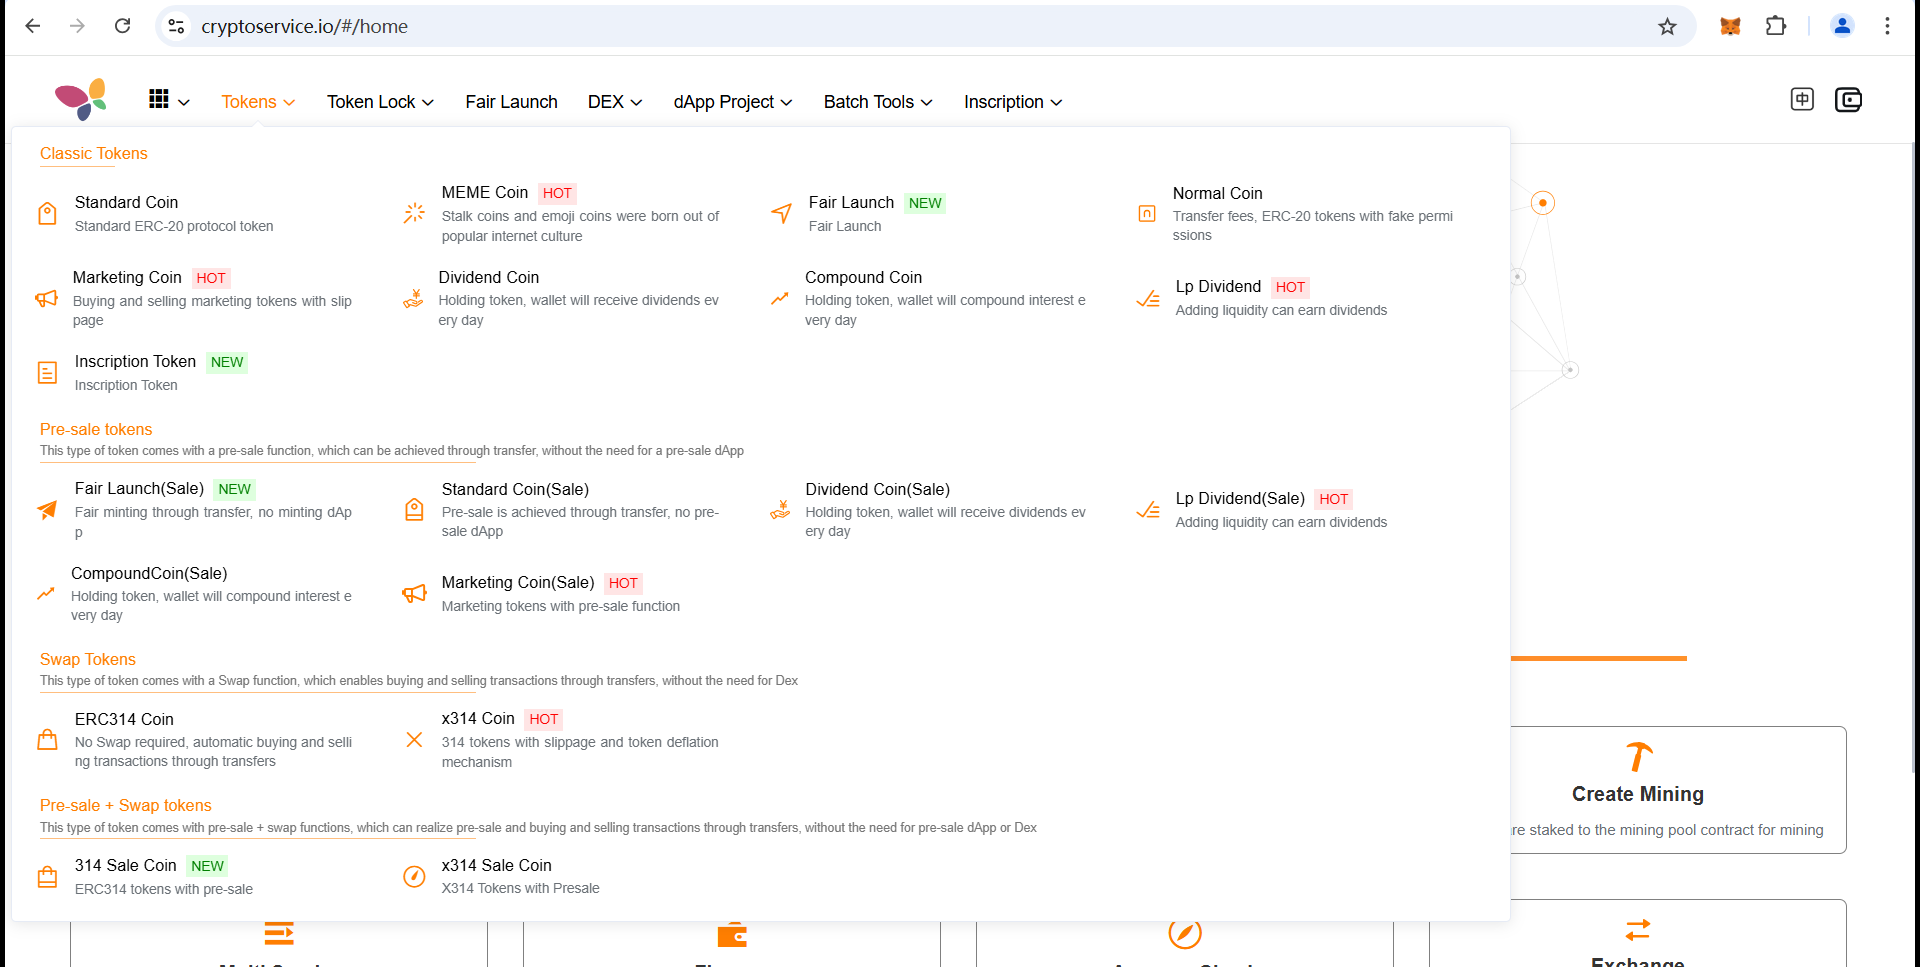 cryptoservice.io/#/home
Tokens
Token Lock
Fair Launch
DEX
dApp Project
Batch Tools
Inscription
中
Classic Tokens
Standard Coin
Standard ERC-20 protocol token
MEME Coin HOT
Stalk coins and emoji coins were born out of
popular internet culture
Fair Launch NEW
Fair Launch
Normal Coin
Transfer fees, ERC-20 tokens with fake permi
ssions
Marketing Coin HOT
Buying and selling marketing tokens with slip
page
Dividend Coin
Holding token, wallet will receive dividends ev
ery day
Compound Coin
Holding token, wallet will compound interest e
very day
Lp Dividend HOT
Adding liquidity can earn dividends
Inscription Token NEW
Inscription Token
Pre-sale tokens
This type of token comes with a pre-sale function, which can be achieved through transfer, without the need for a pre-sale dApp
Fair Launch(Sale) NEW
Fair minting through transfer, no minting dAp
p
Standard Coin(Sale)
Pre-sale is achieved through transfer, no pre-
sale dApp
Dividend Coin(Sale)
Holding token, wallet will receive dividends ev
ery day
Lp Dividend(Sale) HOT
Adding liquidity can earn dividends
CompoundCoin(Sale)
Holding token, wallet will compound interest e
very day
Marketing Coin(Sale) HOT
Marketing tokens with pre-sale function
Swap Tokens
This type of token comes with a Swap function, which enables buying and selling transactions through transfers, without the need for Dex
ERC314 Coin
No Swap required, automatic buying and selli
ng transactions through transfers
x314 Coin HOT
314 tokens with slippage and token deflation
mechanism
Pre-sale + Swap tokens
This type of token comes with pre-sale + swap functions, which can realize pre-sale and buying and selling transactions through transfers, without the need for pre-sale dApp or Dex
314 Sale Coin NEW
ERC314 tokens with pre-sale
x314 Sale Coin
X314 Tokens with Presale
Create Mining
re staked to the mining pool contract for mining
Exchange